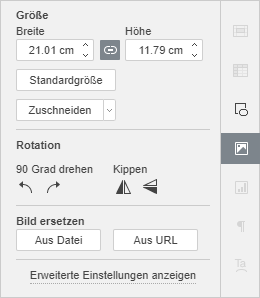 Größe
Breite Höhe
21.01 cm 11.79 cm
Standardgröße
Zuschneiden
Rotation
90 Grad drehen Kippen
Bild ersetzen
Aus Datei Aus URL
Erweiterte Einstellungen anzeigen